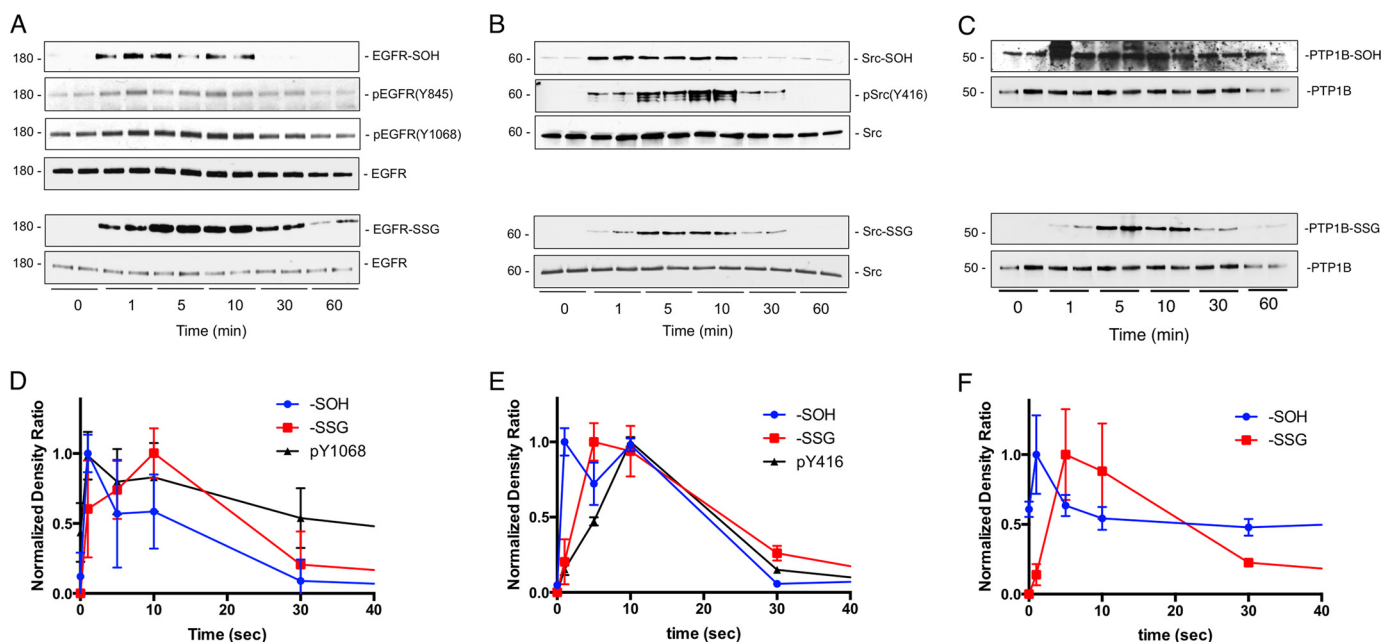 A
180 - - EGFR-SOH
180 - - pEGFR(Y845)
180 - - pEGFR(Y1068)
180 - - EGFR
180 - - EGFR-SSG
180 - - EGFR
0 1 5 10 30 60
Time (min)
B
60 - - Src-SOH
60 - - pSrc(Y416)
60 - - Src
60 - - Src-SSG
60 - - Src
0 1 5 10 30 60
Time (min)
C
50 - -PTP1B-SOH
50 - -PTP1B
50 - -PTP1B-SSG
50 - -PTP1B
0 1 5 10 30 60
Time (min)
D
Normalized Density Ratio
1.0
0.5
0.0
-SOH
-SSG
pY1068
0 10 20 30 40
Time (sec)
E
Normalized Density Ratio
1.0
0.5
0.0
-SOH
-SSG
pY416
0 10 20 30 40
time (sec)
F
Normalized Density Ratio
1.0
0.5
0.0
-SOH
-SSG
0 10 20 30 40
time (sec)